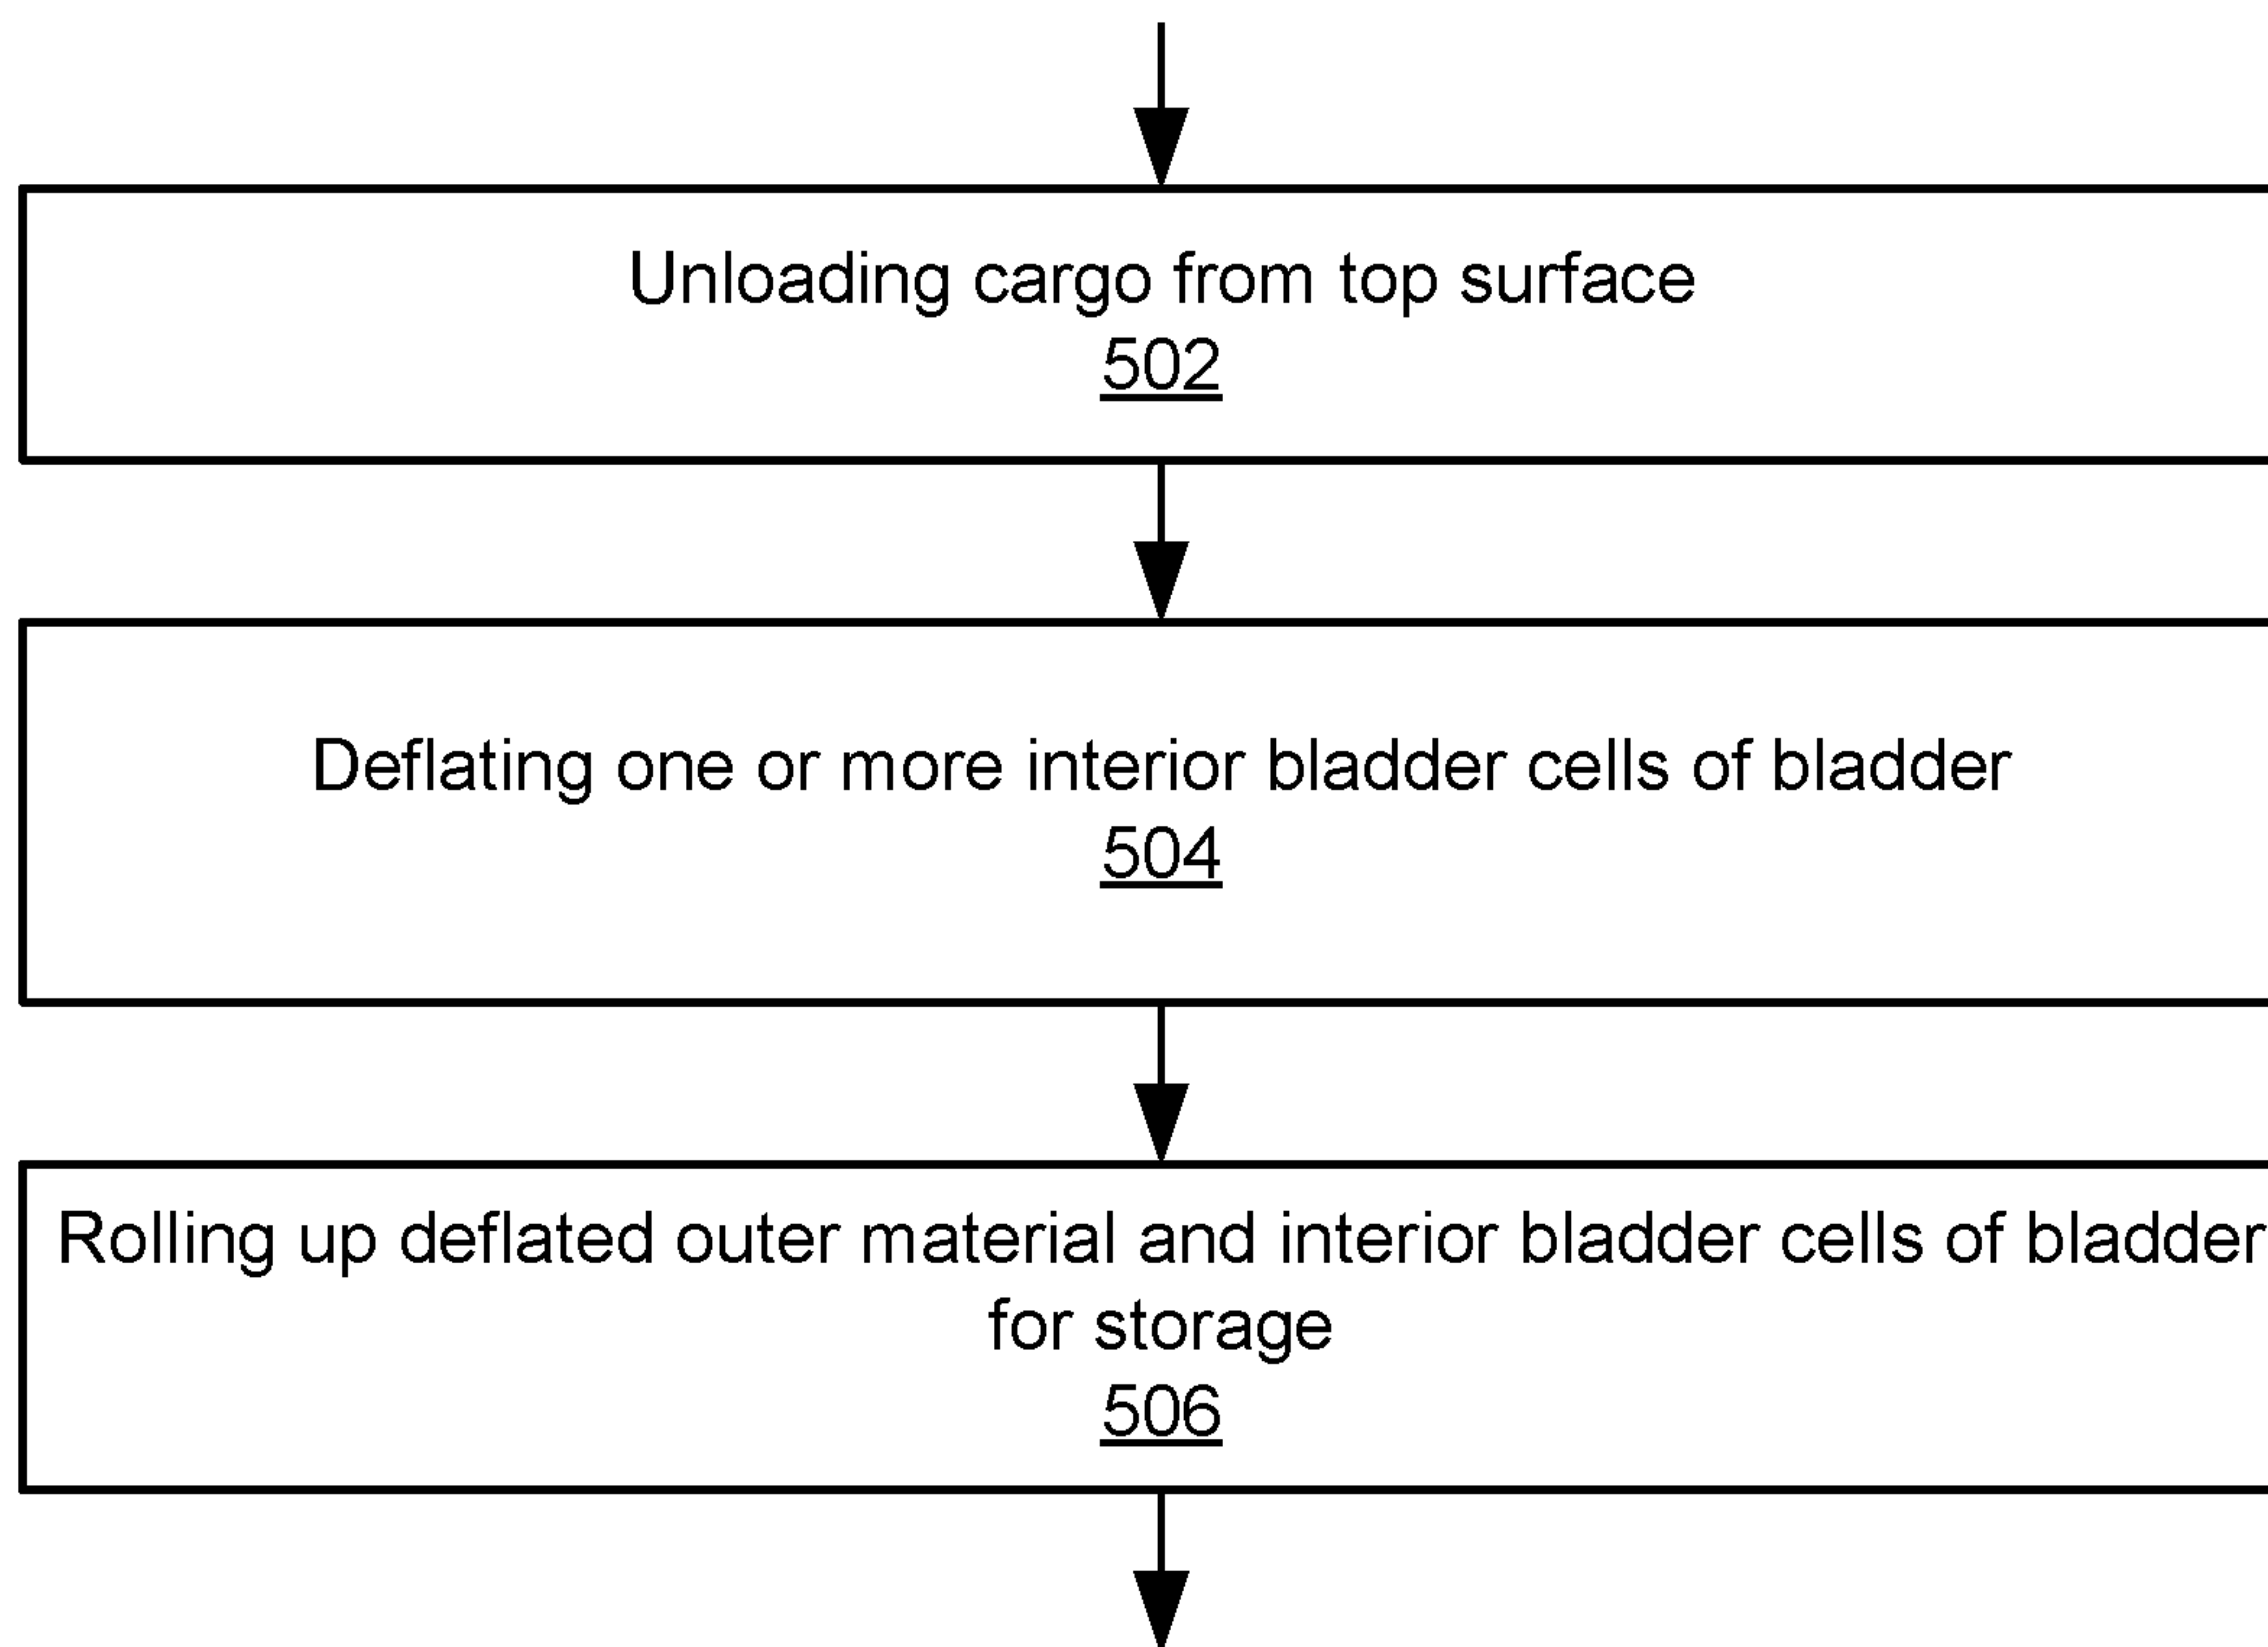 Unloading cargo from top surface
502
Deflating one or more interior bladder cells of bladder
504
Rolling up deflated outer material and interior bladder cells of bladder
for storage
506